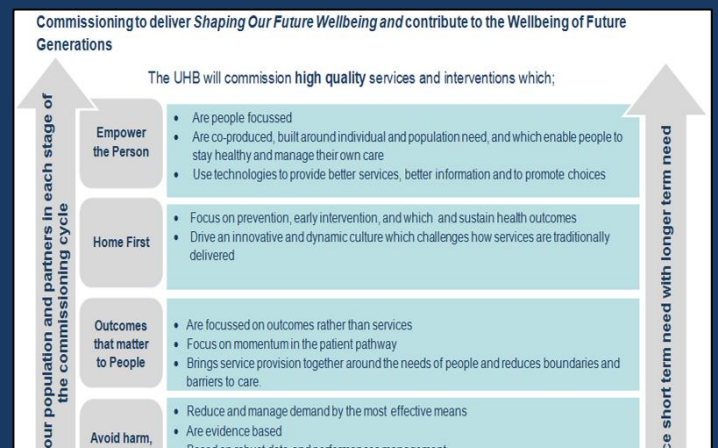 Commissioning to deliver Shaping Our Future Wellbeing and contribute to the Wellbeing of Future
Generations
The UHB will commission high quality services and interventions which;
our population and partners in each stage of
the commissioning cycle
Empower
the Person
• Are people focussed
• Are co-produced, built around individual and population need, and which enable people to
stay healthy and manage their own care
• Use technologies to provide better services, better information and to promote choices
Home First
• Focus on prevention, early intervention, and which and sustain health outcomes
• Drive an innovative and dynamic culture which challenges how services are traditionally
delivered
Outcomes
that matter
to People
• Are focussed on outcomes rather than services
• Focus on momentum in the patient pathway
• Brings service provision together around the needs of people and reduces boundaries and
barriers to care.
Avoid harm,
• Reduce and manage demand by the most effective means
• Are evidence based
short term need with longer term need